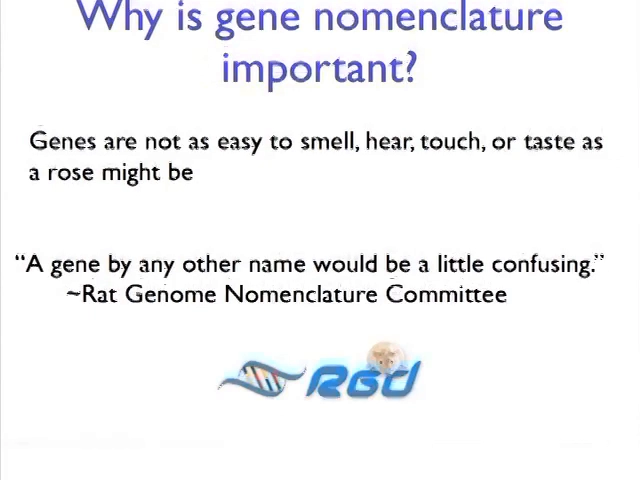 Why is gene nomenclature
important?
Genes are not as easy to smell, hear, touch, or taste as
a rose might be
“A gene by any other name would be a little confusing.”
~Rat Genome Nomenclature Committee
RGD